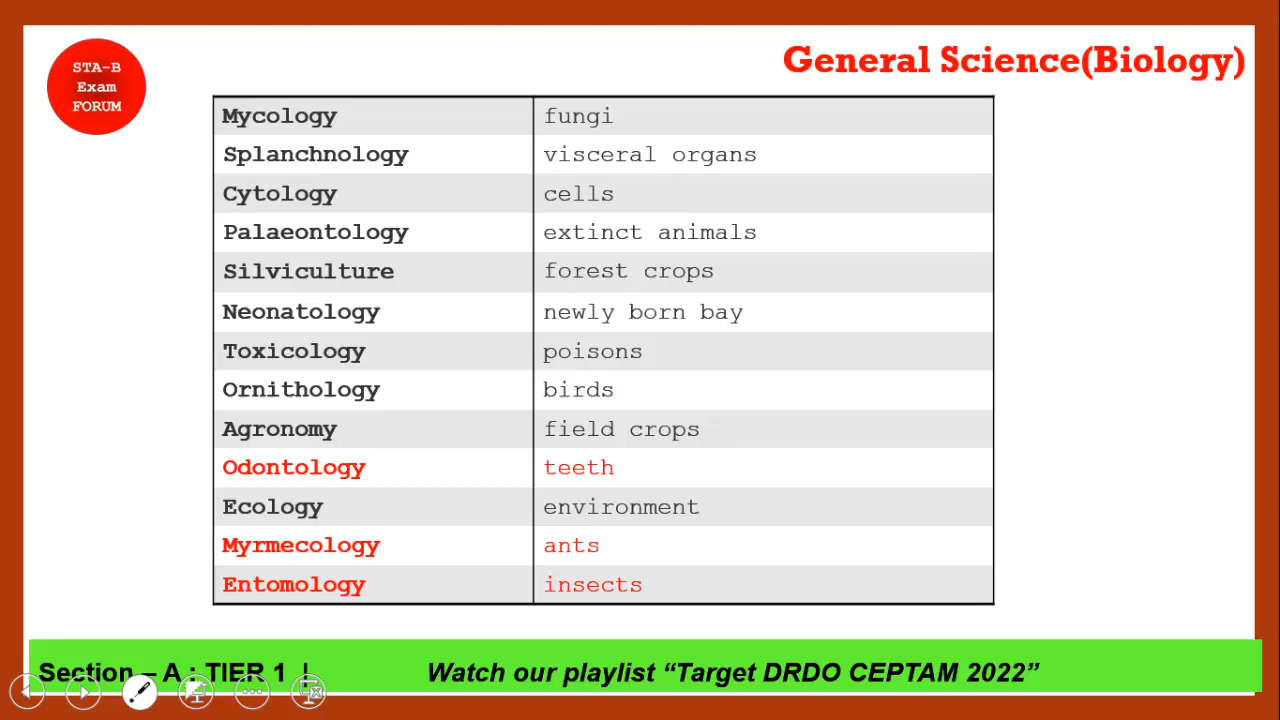 STA-B
Exam
FORUM
General Science(Biology)
Mycology fungi
Splanchnology visceral organs
Cytology cells
Palaeontology extinct animals
Silviculture forest crops
Neonatology newly born bay
Toxicology poisons
Ornithology birds
Agronomy field crops
Odontology teeth
Ecology environment
Myrmecology ants
Entomology insects
Section – A : TIER 1 | Watch our playlist “Target DRDO CEPTAM 2022”